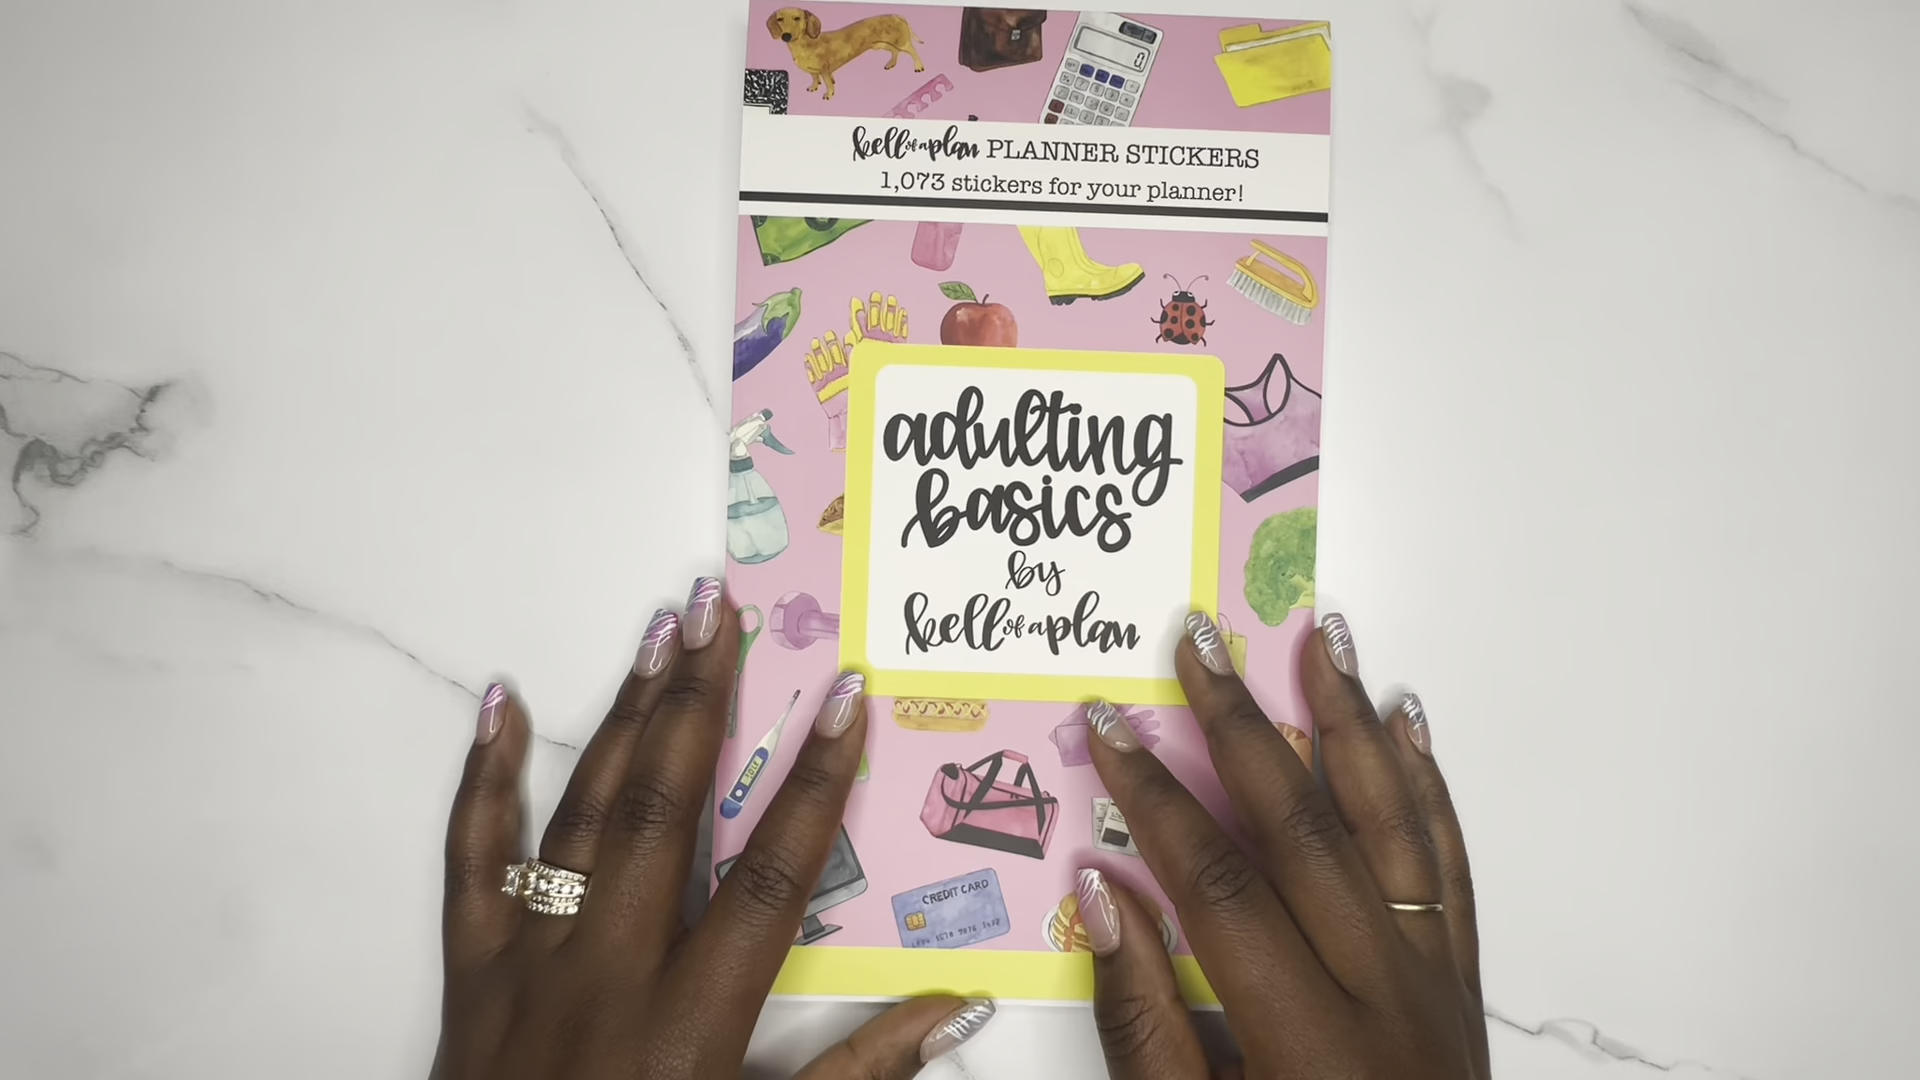 kell of a plan PLANNER STICKERS
1,073 stickers for your planner!
adulting
basics
by
kell of a plan
CREDIT CARD